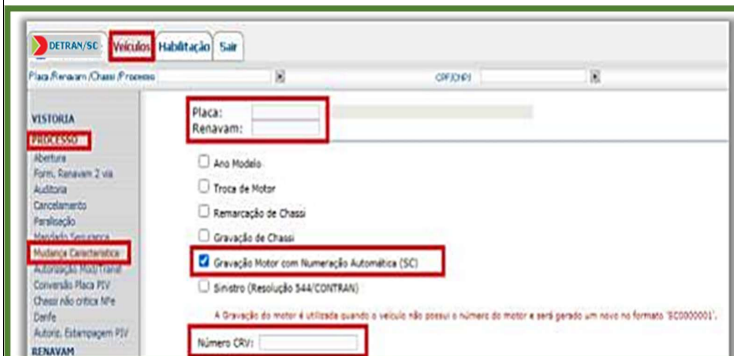 DETRAN/SC Veículos Habilitação Sair
Placa/Renavam/Chassi/Processo CPF/CNPJ
VISTORIA
PROCESSO
Abertura
Form. Renavam 2 via
Auditoria
Cancelamento
Paralisação
Mandado Segurança
Mudança Característica
Autorização Mod/Transf
Conversão Placa PIV
Chassi não critica NFe
Danfe
Autoriz. Estampagem PIV
RENAVAM
Placa:
Renavam:
Ano Modelo
Troca de Motor
Remarcação de Chassi
Gravação de Chassi
Gravação Motor com Numeração Automática (SC)
Sinistro (Resolução 544/CONTRAN)
A Gravação do motor é utilizada quando o veículo não possui o número do motor e será gerado um novo no formato 'SC0000001'.
Número CRV: